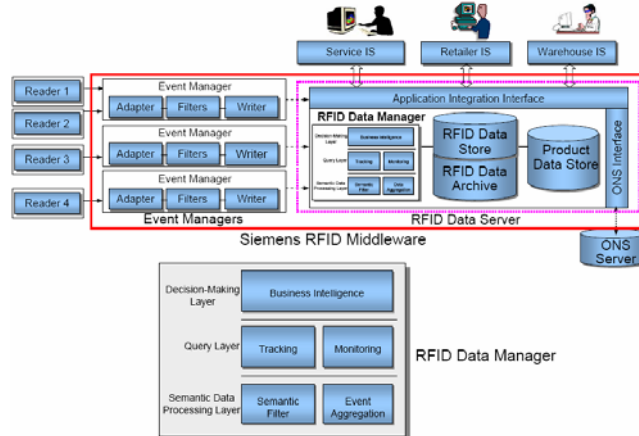 Service IS
Retailer IS
Warehouse IS
Reader 1
Reader 2
Reader 3
Reader 4
Event Manager
Adapter
Filters
Writer
Event Manager
Adapter
Filters
Writer
Event Manager
Adapter
Filters
Writer
Event Managers
Application Integration Interface
RFID Data Manager
Decision-Making
Layer
Business Intelligence
Query Layer
Tracking
Monitoring
Semantic Data
Processing Layer
Semantic
Filter
Data
Aggregation
RFID Data
Store
RFID Data
Archive
Product
Data Store
ONS Interface
RFID Data Server
Siemens RFID Middleware
ONS
Server
Decision-Making
Layer
Business Intelligence
Query Layer
Tracking
Monitoring
Semantic Data
Processing Layer
Semantic
Filter
Event
Aggregation
RFID Data Manager